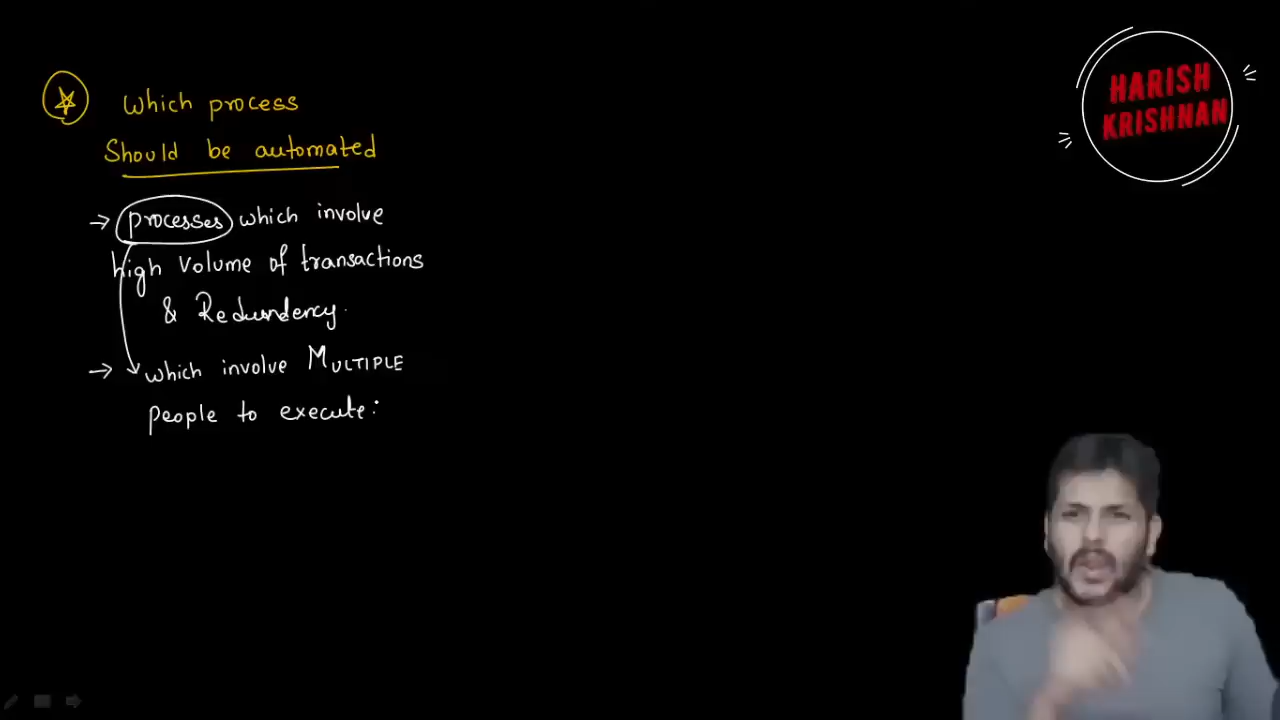 Which process
Should be automated
→ processes which involve
high volume of transactions
& Redundency.
→ which involve MULTIPLE
people to execute:
HARISH
KRISHNAN